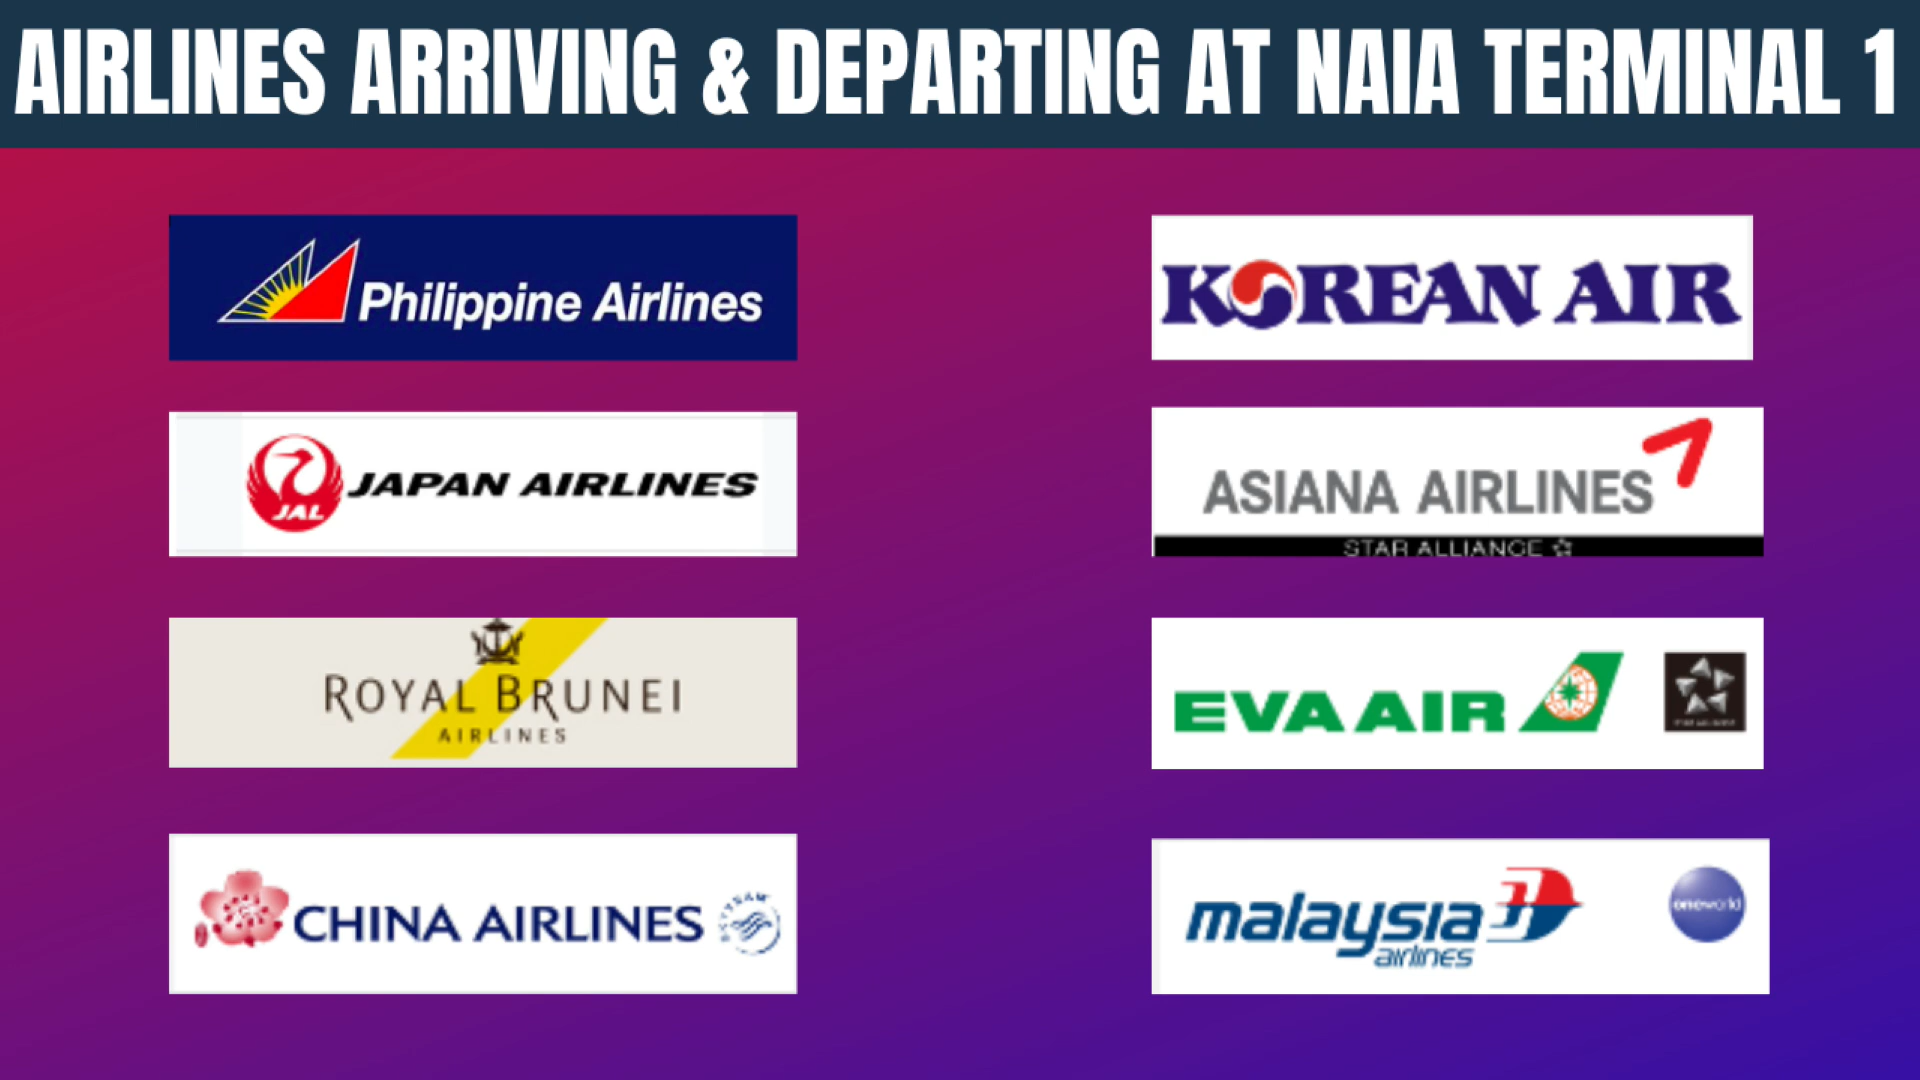 AIRLINES ARRIVING & DEPARTING AT NAIA TERMINAL 1
Philippine Airlines
KOREAN AIR
JAL
JAPAN AIRLINES
ASIANA AIRLINES
STAR ALLIANCE
ROYAL BRUNEI
AIRLINES
EVA AIR
CHINA AIRLINES
malaysia
airlines
oneworld